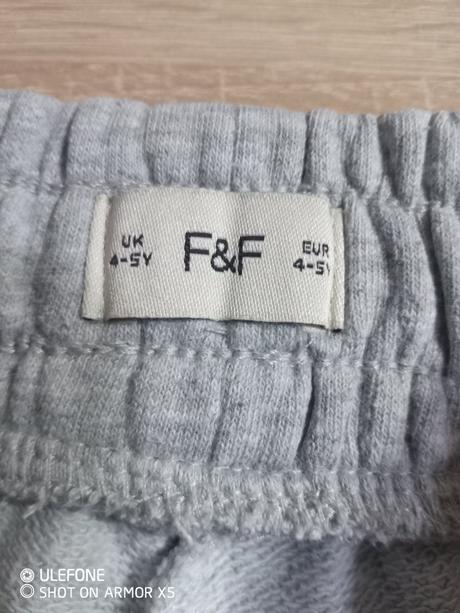 UK
4-5Y
F&F
EUR
4-5Y
ULEFONE
SHOT ON ARMOR X5